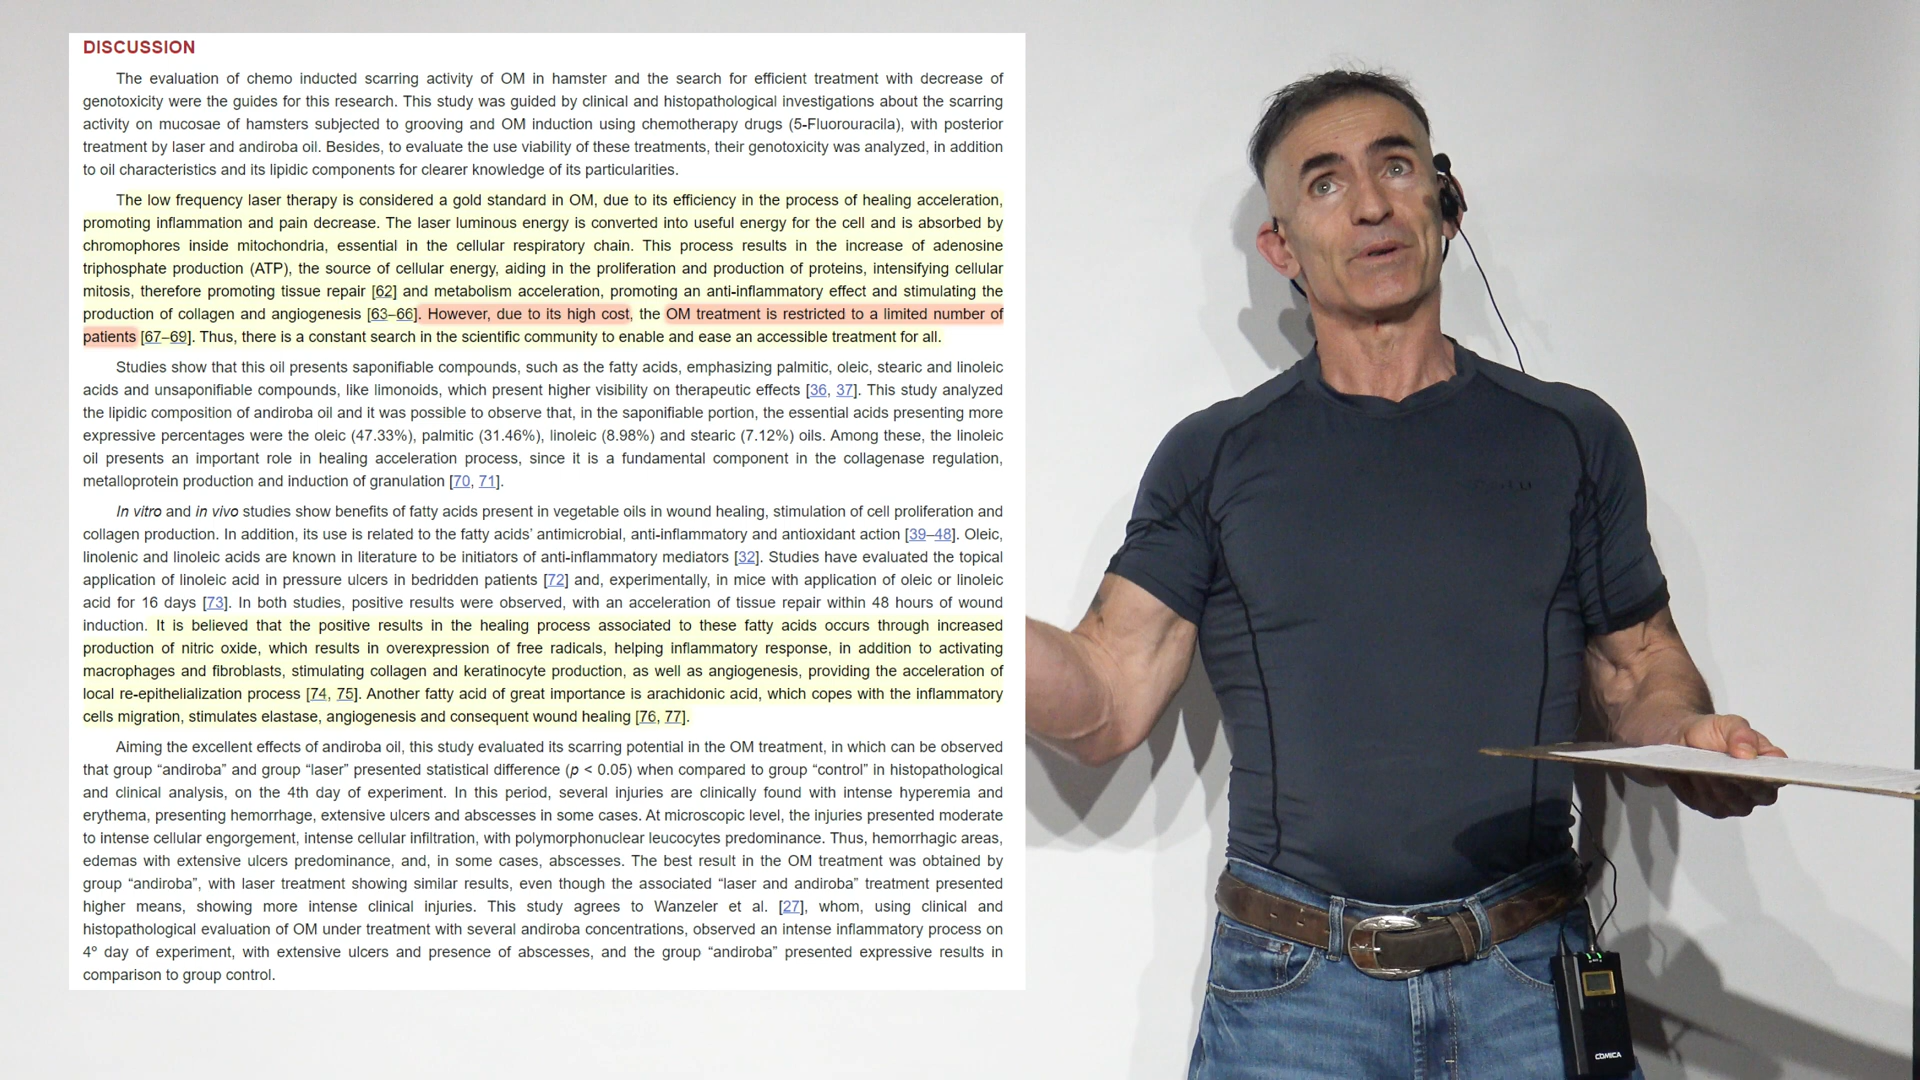 DISCUSSION
The evaluation of chemo inducted scarring activity of OM in hamster and the search for efficient treatment with decrease of
genotoxicity were the guides for this research. This study was guided by clinical and histopathological investigations about the scarring
activity on mucosae of hamsters subjected to grooving and OM induction using chemotherapy drugs (5-Fluorouracila), with posterior
treatment by laser and andiroba oil. Besides, to evaluate the use viability of these treatments, their genotoxicity was analyzed, in addition
to oil characteristics and its lipidic components for clearer knowledge of its particularities.
The low frequency laser therapy is considered a gold standard in OM, due to its efficiency in the process of healing acceleration,
promoting inflammation and pain decrease. The laser luminous energy is converted into useful energy for the cell and is absorbed by
chromophores inside mitochondria, essential in the cellular respiratory chain. This process results in the increase of adenosine
triphosphate production (ATP), the source of cellular energy, aiding in the proliferation and production of proteins, intensifying cellular
mitosis, therefore promoting tissue repair [62] and metabolism acceleration, promoting an anti-inflammatory effect and stimulating the
production of collagen and angiogenesis [63–66]. However, due to its high cost, the OM treatment is restricted to a limited number of
patients [67–69]. Thus, there is a constant search in the scientific community to enable and ease an accessible treatment for all.
Studies show that this oil presents saponifiable compounds, such as the fatty acids, emphasizing palmitic, oleic, stearic and linoleic
acids and unsaponifiable compounds, like limonoids, which present higher visibility on therapeutic effects [36, 37]. This study analyzed
the lipidic composition of andiroba oil and it was possible to observe that, in the saponifiable portion, the essential acids presenting more
expressive percentages were the oleic (47.33%), palmitic (31.46%), linoleic (8.98%) and stearic (7.12%) oils. Among these, the linoleic
oil presents an important role in healing acceleration process, since it is a fundamental component in the collagenase regulation,
metalloprotein production and induction of granulation [70, 71].
In vitro and in vivo studies show benefits of fatty acids present in vegetable oils in wound healing, stimulation of cell proliferation and
collagen production. In addition, its use is related to the fatty acids’ antimicrobial, anti-inflammatory and antioxidant action [39–48]. Oleic,
linolenic and linoleic acids are known in literature to be initiators of anti-inflammatory mediators [32]. Studies have evaluated the topical
application of linoleic acid in pressure ulcers in bedridden patients [72] and, experimentally, in mice with application of oleic or linoleic
acid for 16 days [73]. In both studies, positive results were observed, with an acceleration of tissue repair within 48 hours of wound
induction. It is believed that the positive results in the healing process associated to these fatty acids occurs through increased
production of nitric oxide, which results in overexpression of free radicals, helping inflammatory response, in addition to activating
macrophages and fibroblasts, stimulating collagen and keratinocyte production, as well as angiogenesis, providing the acceleration of
local re-epithelialization process [74, 75]. Another fatty acid of great importance is arachidonic acid, which copes with the inflammatory
cells migration, stimulates elastase, angiogenesis and consequent wound healing [76, 77].
Aiming the excellent effects of andiroba oil, this study evaluated its scarring potential in the OM treatment, in which can be observed
that group “andiroba” and group “laser” presented statistical difference (p < 0.05) when compared to group “control” in histopathological
and clinical analysis, on the 4th day of experiment. In this period, several injuries are clinically found with intense hyperemia and
erythema, presenting hemorrhage, extensive ulcers and abscesses in some cases. At microscopic level, the injuries presented moderate
to intense cellular engorgement, intense cellular infiltration, with polymorphonuclear leucocytes predominance. Thus, hemorrhagic areas,
edemas with extensive ulcers predominance, and, in some cases, abscesses. The best result in the OM treatment was obtained by
group “andiroba”, with laser treatment showing similar results, even though the associated “laser and andiroba” treatment presented
higher means, showing more intense clinical injuries. This study agrees to Wanzeler et al. [27], whom, using clinical and
histopathological evaluation of OM under treatment with several andiroba concentrations, observed an intense inflammatory process on
4º day of experiment, with extensive ulcers and presence of abscesses, and the group “andiroba” presented expressive results in
comparison to group control.
COMICA